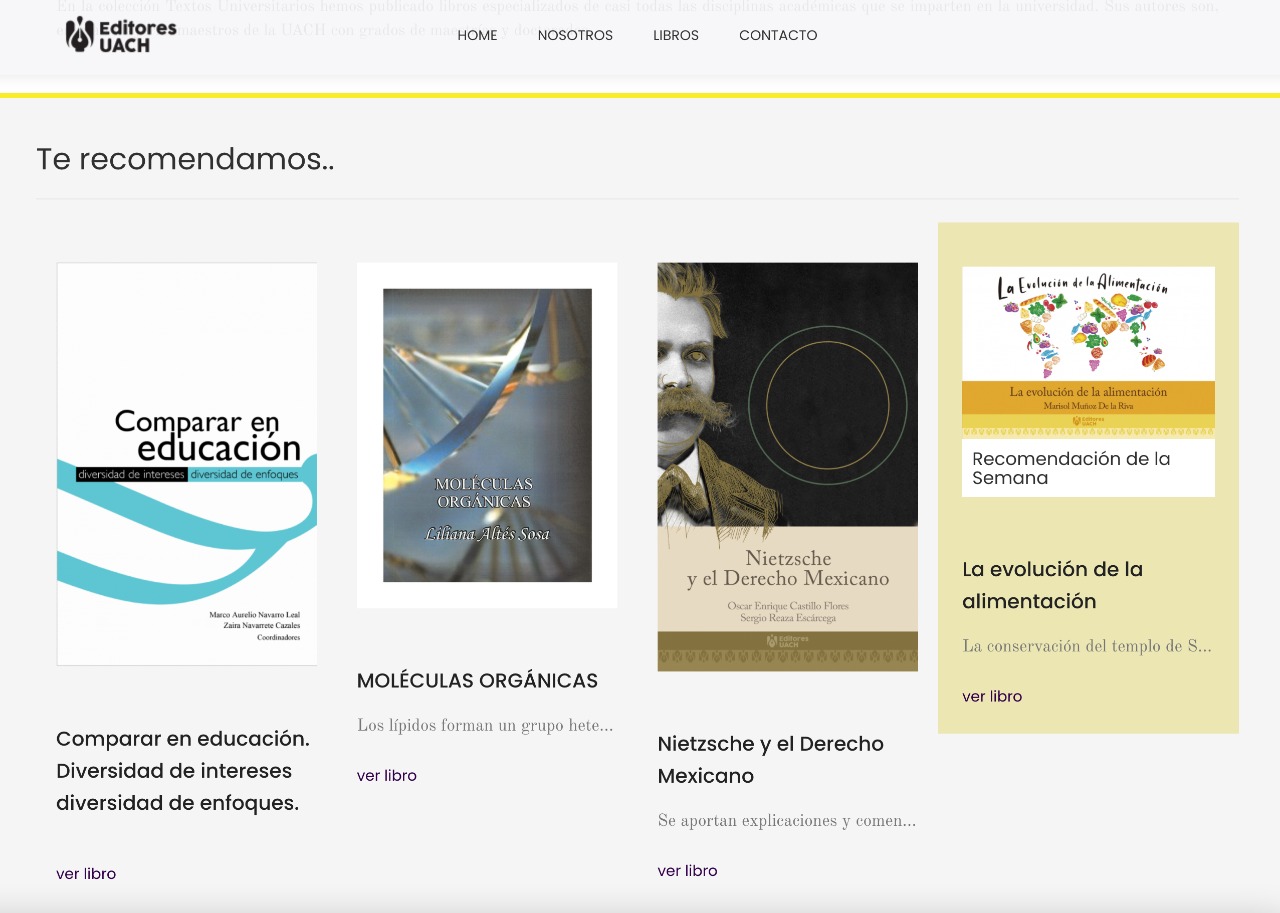 En la colección Textus Universitarios hemos publicado libros especializados de casi todas las disciplinas académicas que se imparten en la universidad. Sus autores son,
maestros de la UACH con grados de
Editores
UACH
HOME NOSOTROS LIBROS CONTACTO
Te recomendamos..
Comparar en
educación
diversidad de intereses diversidad de enfoques
Marco Aurelio Navarro Leal
Zaira Navarrete Cazales
Coordinadores
Comparar en educación.
Diversidad de intereses
diversidad de enfoques.
ver libro
MOLÉCULAS
ORGÁNICAS
Liliana Altés Sosa
MOLÉCULAS ORGÁNICAS
Los lípidos forman un grupo hete...
ver libro
Nietzsche
y el Derecho Mexicano
Oscar Enrique Castillo Flores
Sergio Reaza Escárcega
Editores
UACH
Nietzsche y el Derecho
Mexicano
Se aportan explicaciones y comen...
ver libro
La Evolución de la Alimentación
La evolución de la alimentación
Marisol Muñoz De la Riva
Editores
UACH
Recomendación de la
Semana
La evolución de la
alimentación
La conservación del templo de S...
ver libro